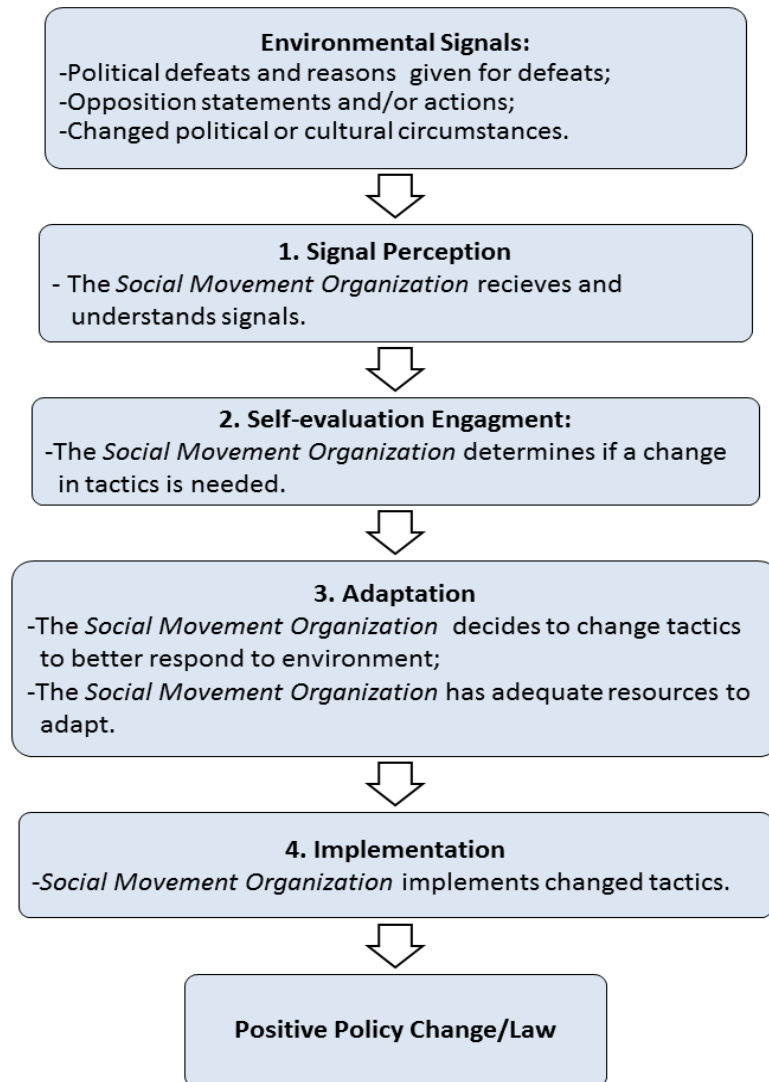 Environmental Signals:
-Political defeats and reasons given for defeats;
-Opposition statements and/or actions;
-Changed political or cultural circumstances.
1. Signal Perception
- The Social Movement Organization recieves and
understands signals.
2. Self-evaluation Engagment:
-The Social Movement Organization determines if a change
in tactics is needed.
3. Adaptation
-The Social Movement Organization decides to change tactics
to better respond to environment;
-The Social Movement Organization has adequate resources to
adapt.
4. Implementation
-Social Movement Organization implements changed tactics.
Positive Policy Change/Law